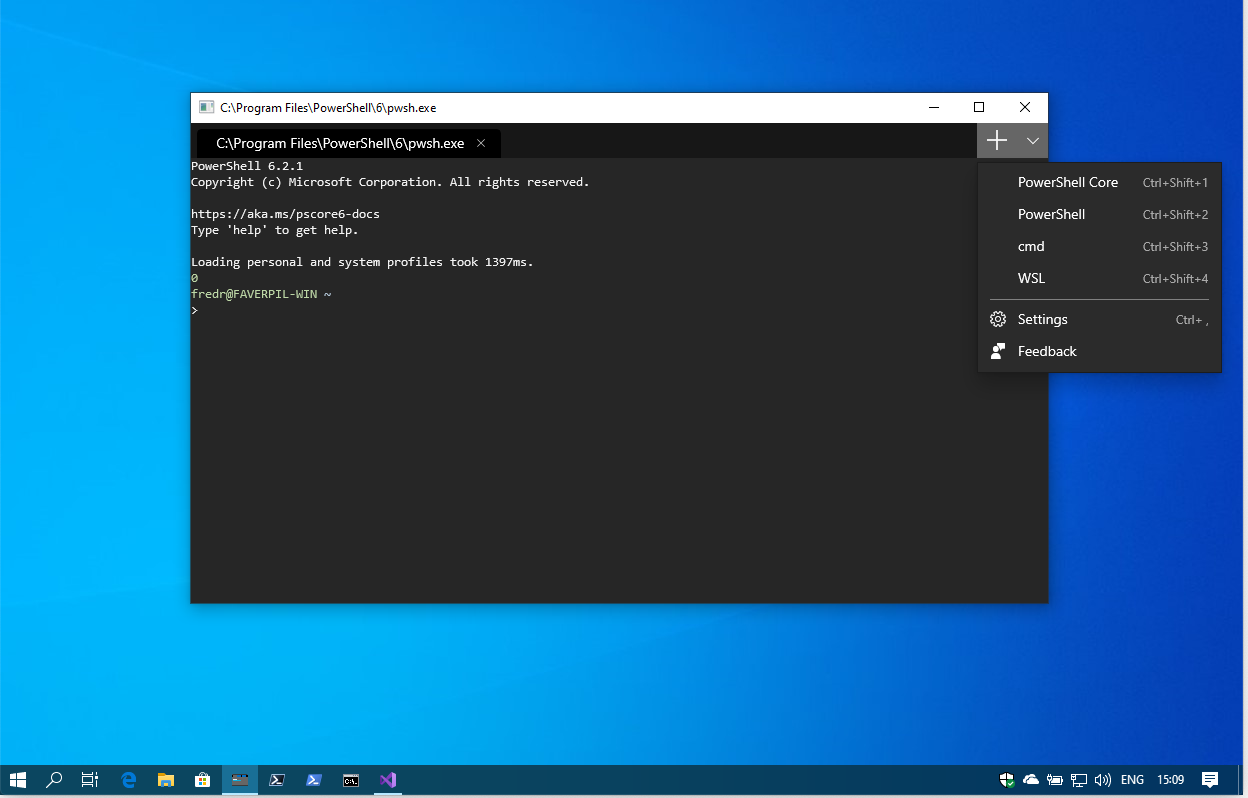 C:\Program Files\PowerShell\6\pwsh.exe
C:\Program Files\PowerShell\6\pwsh.exe
PowerShell 6.2.1
Copyright (c) Microsoft Corporation. All rights reserved.
https://aka.ms/pscore6-docs
Type 'help' to get help.
Loading personal and system profiles took 1397ms.
0
fredr@FAVERPIL-WIN ~
>
PowerShell Core Ctrl+Shift+1
PowerShell Ctrl+Shift+2
cmd Ctrl+Shift+3
WSL Ctrl+Shift+4
Settings Ctrl+ ,
Feedback
ENG 15:09